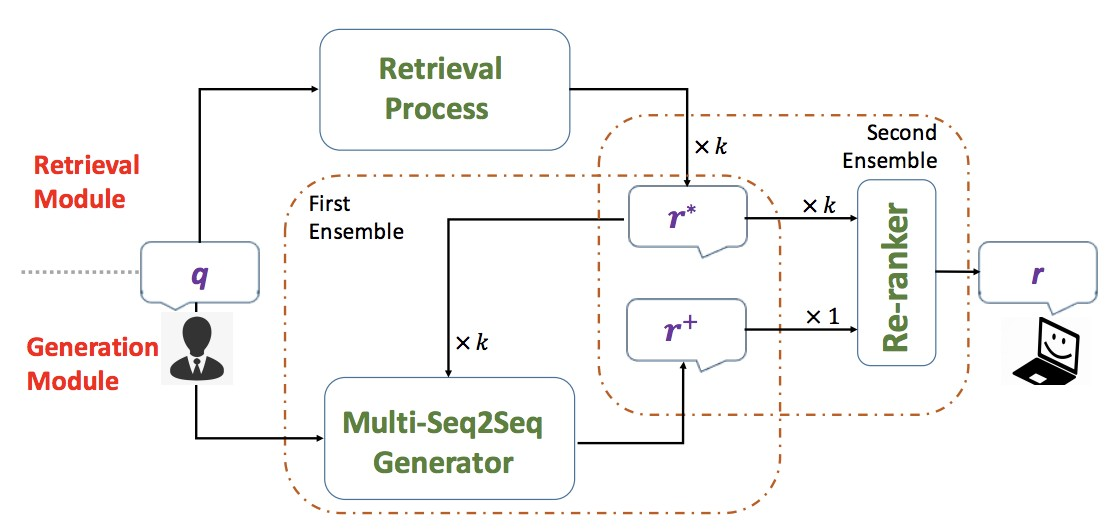 Retrieval
Process
Retrieval
Module
× k
Second
Ensemble
First
Ensemble
r*
× k
q
r
Generation
Module
× k
r+
× 1
Re-ranker
Multi-Seq2Seq
Generator